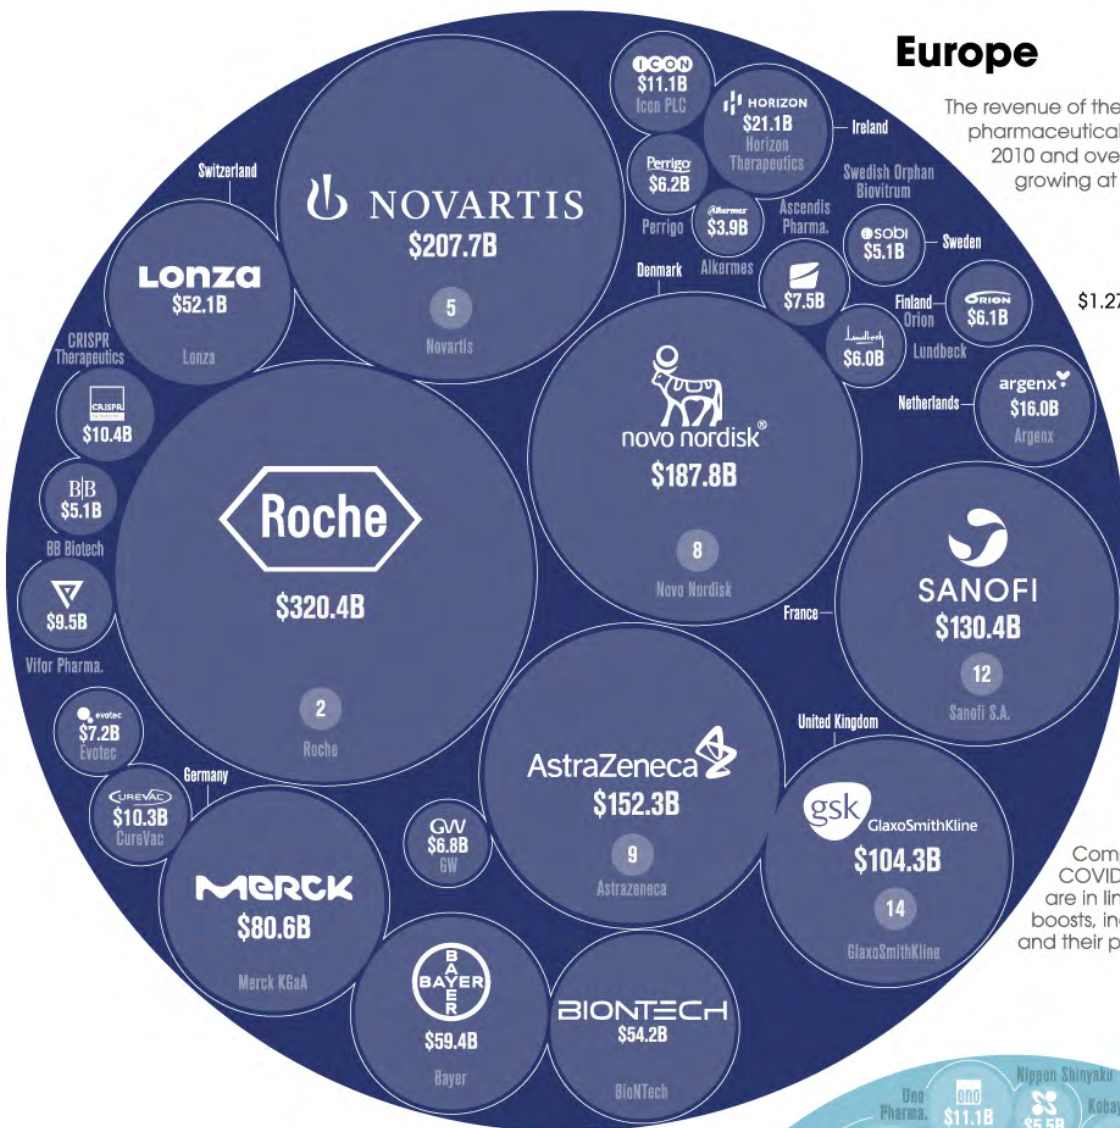 Europe
The revenue of the
pharmaceutical
2010 and ove
growing at
$1.27
Switzerland
NOVARTIS
$207.7B
5
Novartis
Lonza
$52.1B
Lonza
CRISPR
Therapeutics
CRISPR
$10.4B
B|B
$5.1B
BB Biotech
$9.5B
Vifor Pharma.
Roche
$320.4B
2
Roche
ICON
$11.1B
Icon PLC
HORIZON
$21.1B
Horizon
Therapeutics
Ireland
Perrigo
$6.2B
Perrigo
Alkermes
$3.9B
Alkermes
Swedish Orphan
Biovitrum
sobi
$5.1B
Sweden
Ascendis
Pharma.
$7.5B
Denmark
novo nordisk®
$187.8B
8
Novo Nordisk
Finland
Orion
ORION
$6.1B
Lundbeck
$6.0B
Lundbeck
Netherlands
argenx
$16.0B
Argenx
France
SANOFI
$130.4B
12
Sanofi S.A.
United Kingdom
AstraZeneca
$152.3B
9
Astrazeneca
gsk
GlaxoSmithKline
$104.3B
14
GlaxoSmithKline
GW
$6.8B
GW
evotec
$7.2B
Evotec
CUREVAC
$10.3B
CureVac
Germany
MERCK
$80.6B
Merck KGaA
BAYER
BAYER
$59.4B
Bayer
BIONTECH
$54.2B
BioNTech
Com
COVID
are in lin
boosts, in
and their p
Ono
Pharma.
ono
$11.1B
Nippon Shinyaku
$5.5B
Kobay